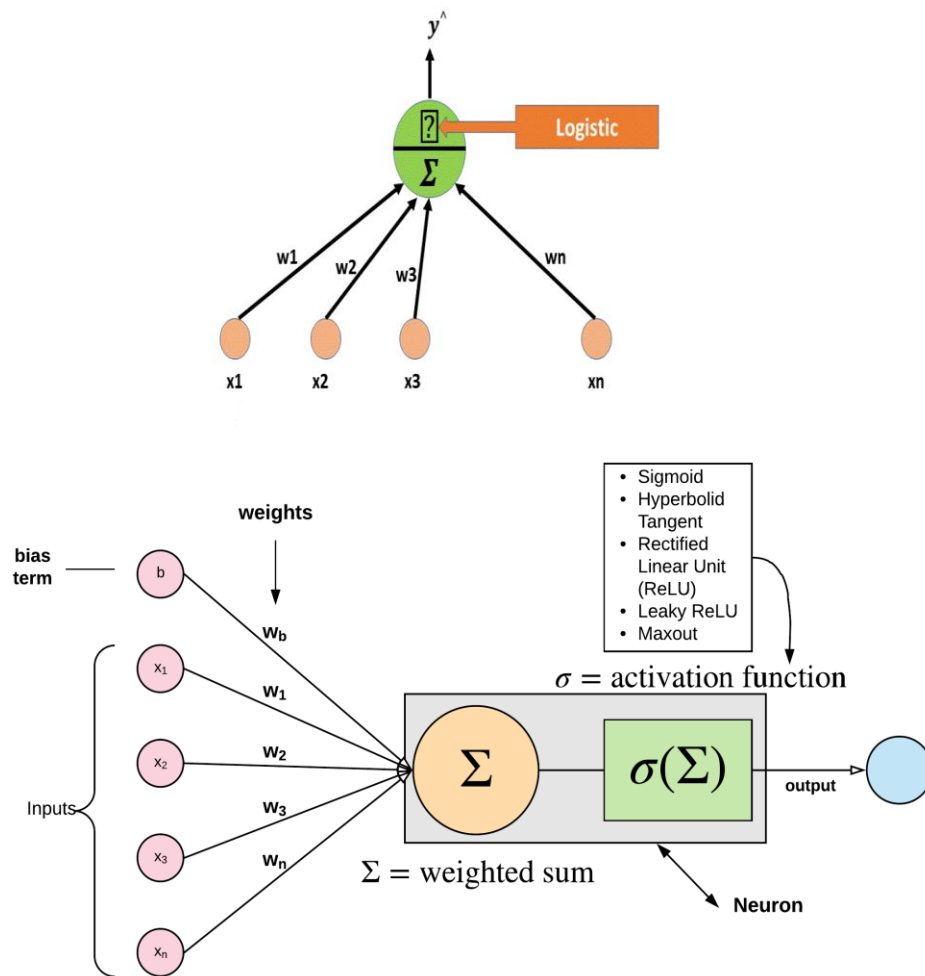 y^
?
Logistic
Σ
w1
w2
w3
wn
x1
x2
x3
xn
weights
bias
term
b
w_b
Inputs
x₁
w₁
x₂
w₂
x₃
w₃
xₙ
wₙ
• Sigmoid
• Hyperbolid
Tangent
• Rectified
Linear Unit
(ReLU)
• Leaky ReLU
• Maxout
σ = activation function
Σ
σ(Σ)
output
Σ = weighted sum
Neuron